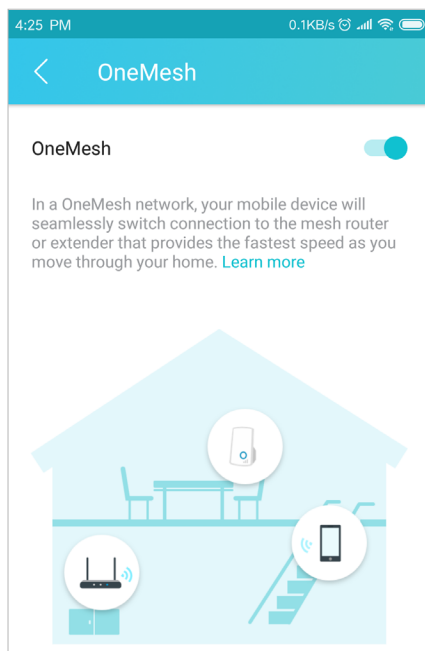 4:25 PM 0.1KB/s
OneMesh
OneMesh
In a OneMesh network, your mobile device will
seamlessly switch connection to the mesh router
or extender that provides the fastest speed as you
move through your home. Learn more